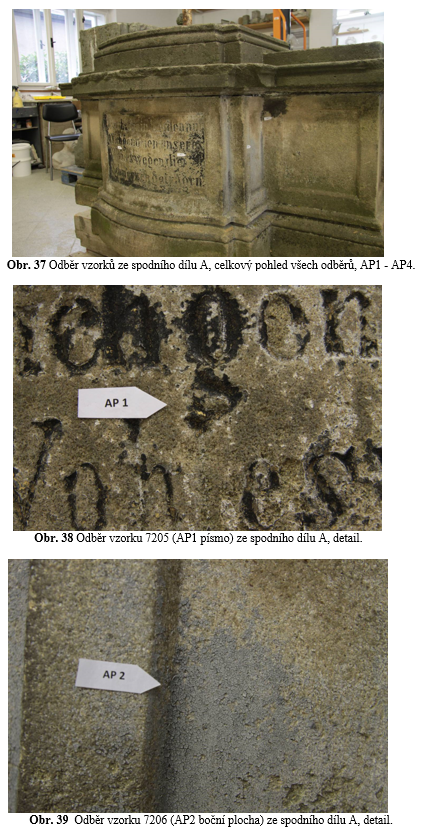 Obr. 37 Odběr vzorků ze spodního dílu A, celkový pohled všech odběrů, AP1 - AP4.
AP 1
Obr. 38 Odběr vzorku 7205 (AP1 písmo) ze spodního dílu A, detail.
AP 2
Obr. 39 Odběr vzorku 7206 (AP2 boční plocha) ze spodního dílu A, detail.